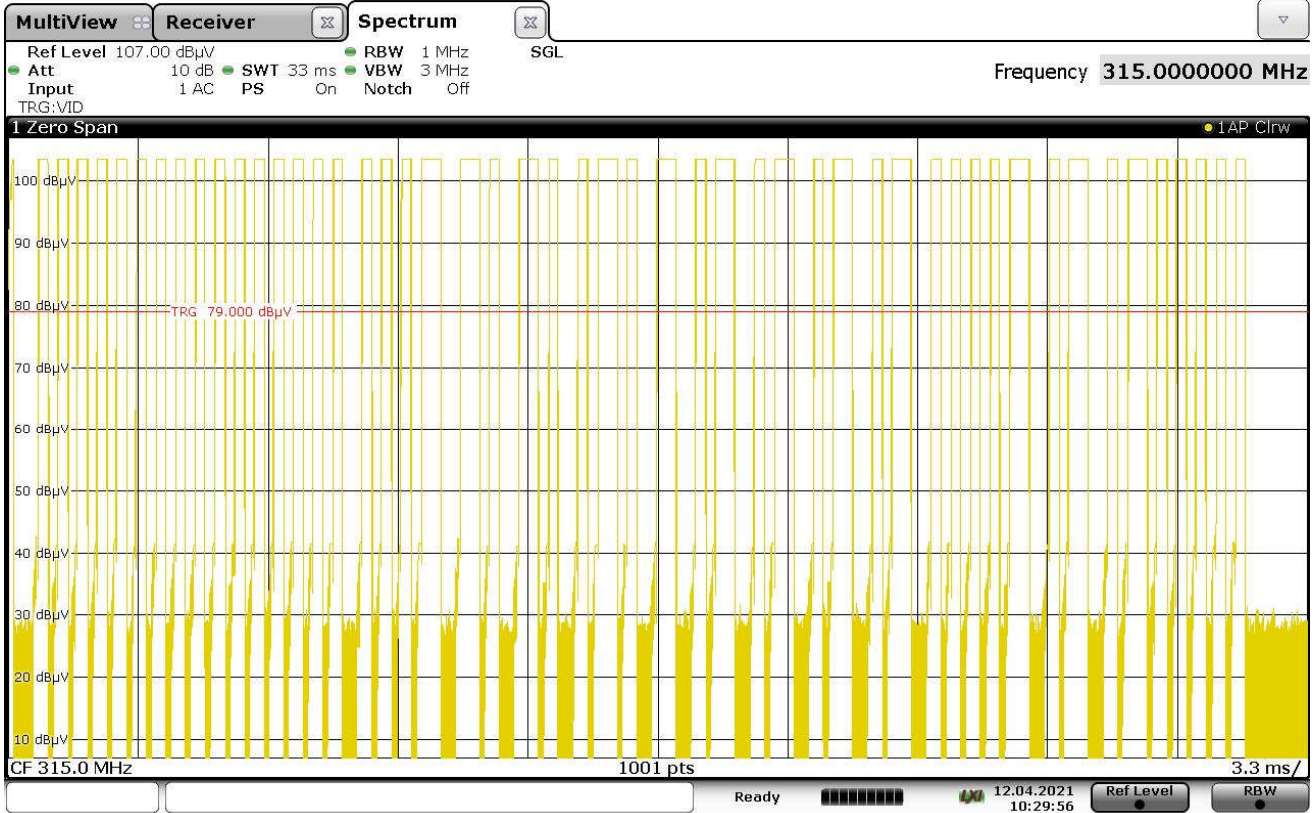 MultiView Receiver Spectrum
Ref Level 107.00 dBµV RBW 1 MHz SGL
Att 10 dB SWT 33 ms VBW 3 MHz
Frequency 315.0000000 MHz
Input 1 AC PS On Notch Off
TRG:VID
1 Zero Span 1AP Clrw
100 dBµV
90 dBµV
80 dBµV
TRG 79.000 dBµV
70 dBµV
60 dBµV
50 dBµV
40 dBµV
30 dBµV
20 dBµV
10 dBµV
CF 315.0 MHz 1001 pts 3.3 ms/
Ready LXI 12.04.2021 Ref Level RBW
10:29:56